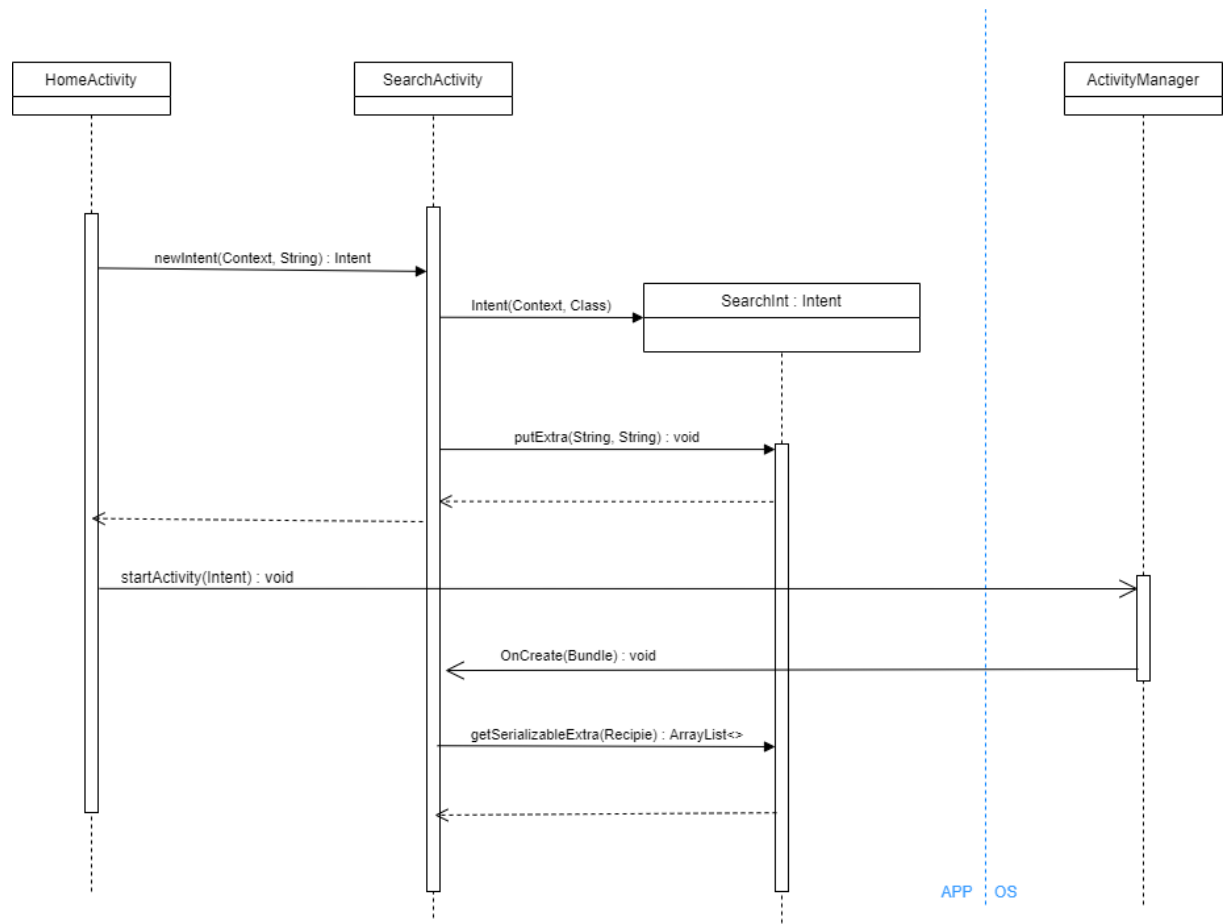 HomeActivity
SearchActivity
ActivityManager
newIntent(Context, String) : Intent
Intent(Context, Class)
SearchInt : Intent
putExtra(String, String) : void
startActivity(Intent) : void
OnCreate(Bundle) : void
getSerializableExtra(Recipie) : ArrayList<>
APP
OS